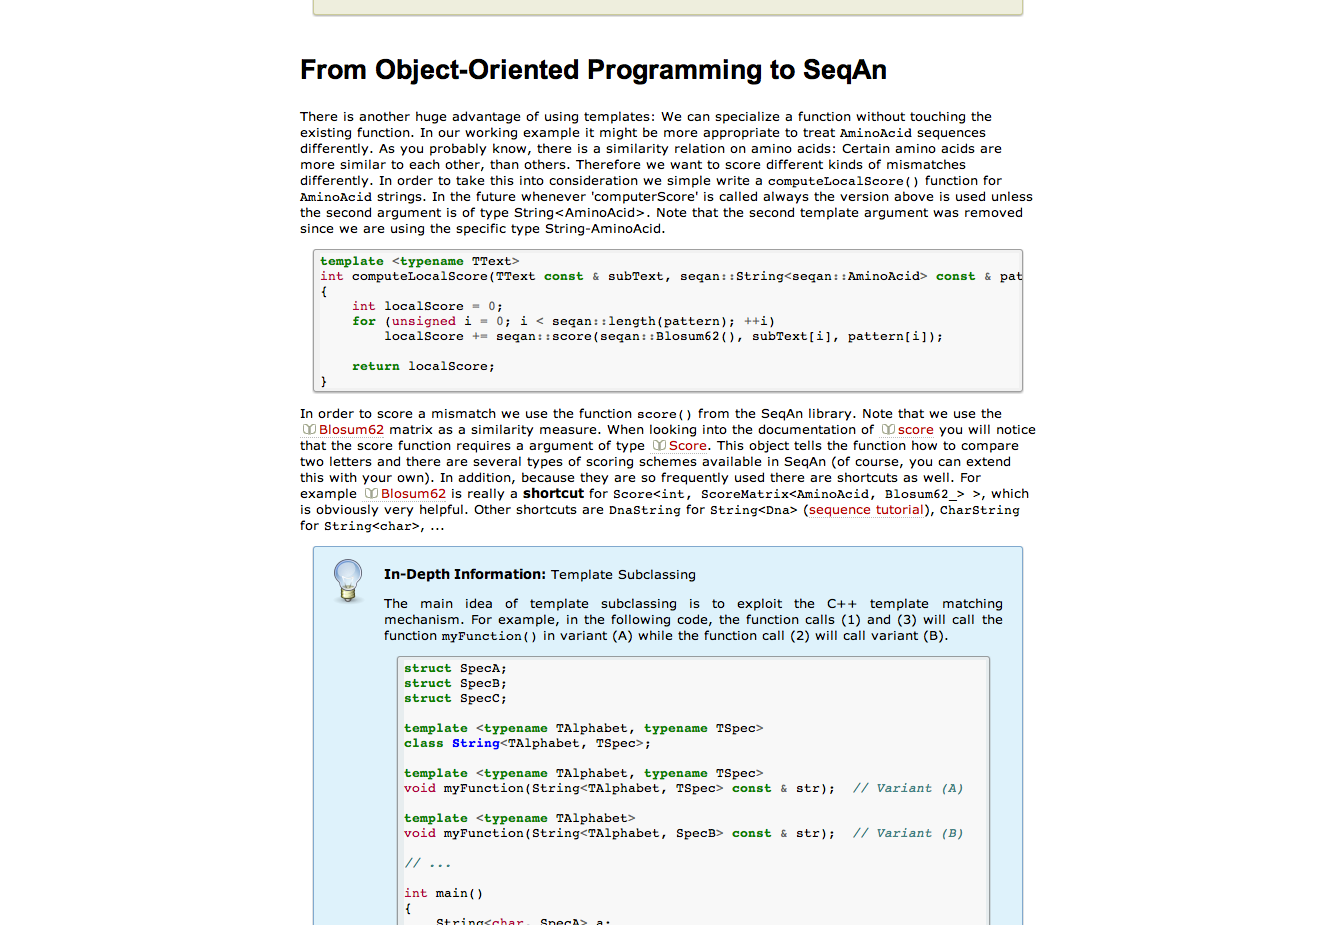 From Object-Oriented Programming to SeqAn
There is another huge advantage of using templates: We can specialize a function without touching the
existing function. In our working example it might be more appropriate to treat AminoAcid sequences
differently. As you probably know, there is a similarity relation on amino acids: Certain amino acids are
more similar to each other, than others. Therefore we want to score different kinds of mismatches
differently. In order to take this into consideration we simple write a computeLocalScore() function for
AminoAcid strings. In the future whenever 'computerScore' is called always the version above is used unless
the second argument is of type String<AminoAcid>. Note that the second template argument was removed
since we are using the specific type String-AminoAcid.
template <typename TText>
int computeLocalScore(TText const & subText, seqan::String<seqan::AminoAcid> const & pat
{
    int localScore = 0;
    for (unsigned i = 0; i < seqan::length(pattern); ++i)
        localScore += seqan::score(seqan::Blosum62(), subText[i], pattern[i]);
    return localScore;
}
In order to score a mismatch we use the function score() from the SeqAn library. Note that we use the
Blosum62 matrix as a similarity measure. When looking into the documentation of score you will notice
that the score function requires a argument of type Score. This object tells the function how to compare
two letters and there are several types of scoring schemes available in SeqAn (of course, you can extend
this with your own). In addition, because they are so frequently used there are shortcuts as well. For
example Blosum62 is really a shortcut for Score<int, ScoreMatrix<AminoAcid, Blosum62_> >, which
is obviously very helpful. Other shortcuts are DnaString for String<Dna> (sequence tutorial), CharString
for String<char>, ...
In-Depth Information: Template Subclassing
The main idea of template subclassing is to exploit the C++ template matching
mechanism. For example, in the following code, the function calls (1) and (3) will call the
function myFunction() in variant (A) while the function call (2) will call variant (B).
struct SpecA;
struct SpecB;
struct SpecC;
template <typename TAlphabet, typename TSpec>
class String<TAlphabet, TSpec>;
template <typename TAlphabet, typename TSpec>
void myFunction(String<TAlphabet, TSpec> const & str);  // Variant (A)
template <typename TAlphabet>
void myFunction(String<TAlphabet, SpecB> const & str);  // Variant (B)
// ...
int main()
{
    String<char, SpecA> a;